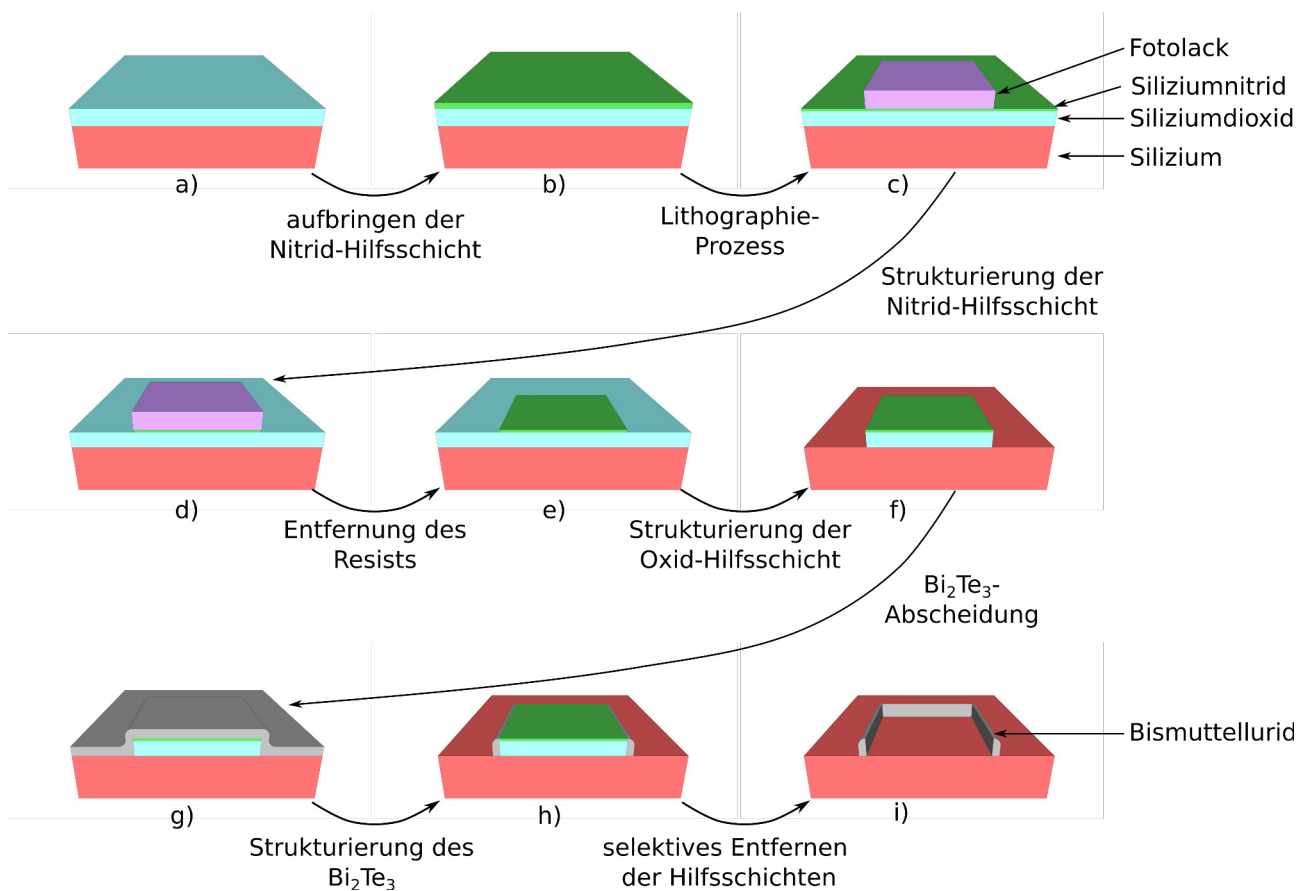 Fotolack
Siliziumnitrid
Siliziumdioxid
Silizium
a)
b)
c)
aufbringen der
Nitrid-Hilfsschicht
Lithographie-
Prozess
Strukturierung der
Nitrid-Hilfsschicht
d)
e)
f)
Entfernung des
Resists
Strukturierung der
Oxid-Hilfsschicht
Bi₂Te₃-
Abscheidung
Bismuttellurid
g)
h)
i)
Strukturierung des
Bi₂Te₃
selektives Entfernen
der Hilfsschichten